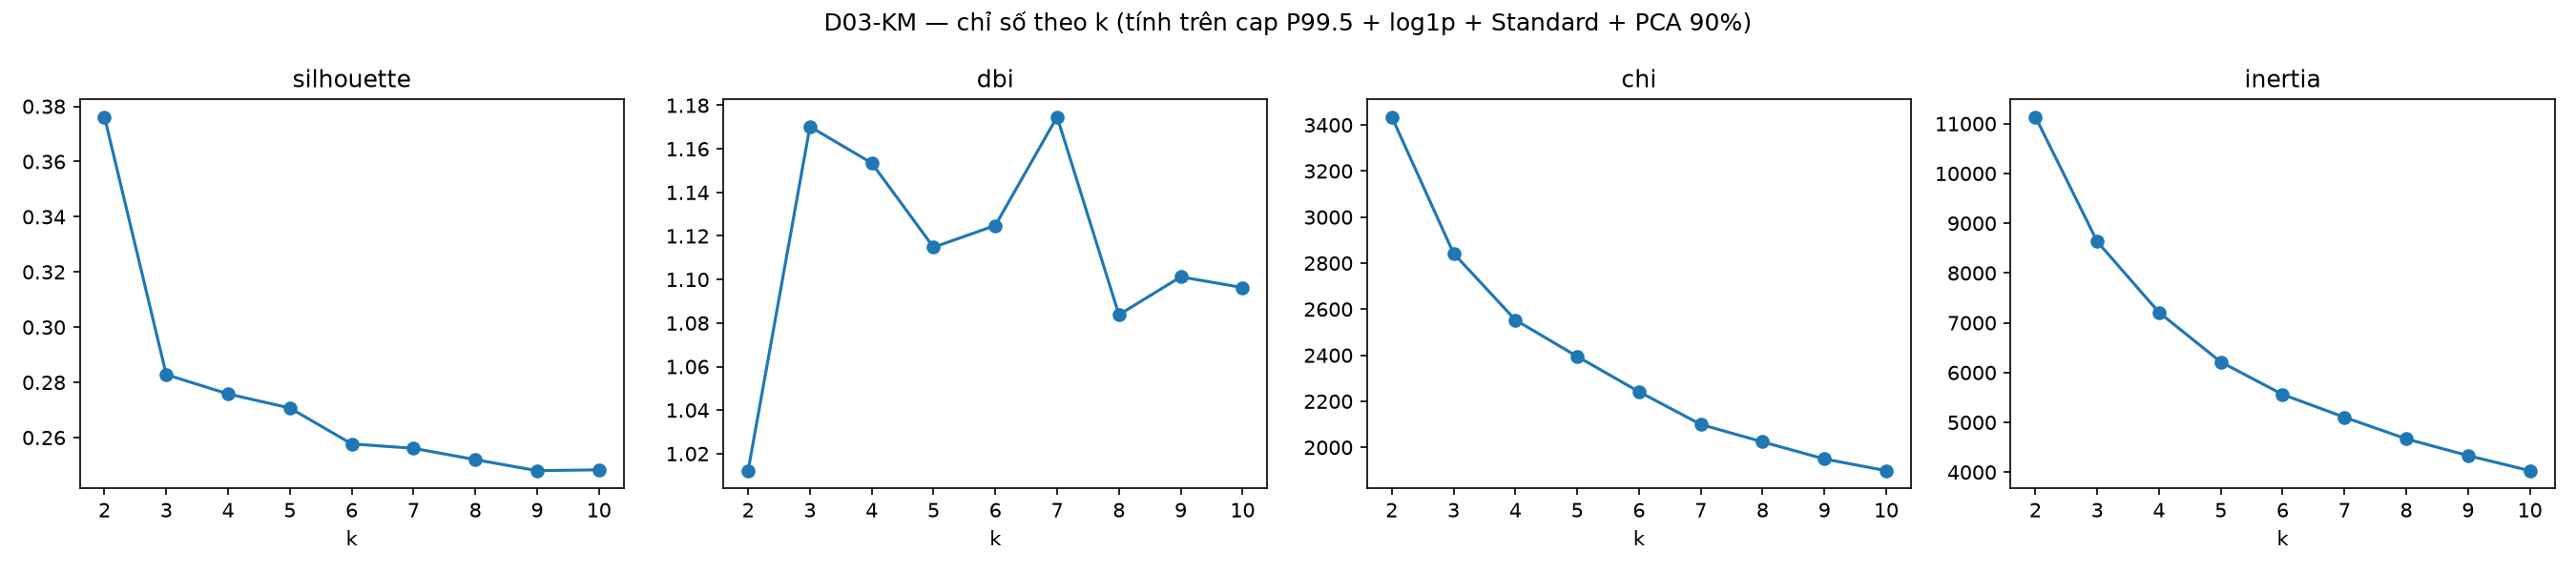 D03-KM — chỉ số theo k (tính trên cap P99.5 + log1p + Standard + PCA 90%)
silhouette
0.38
0.36
0.34
0.32
0.30
0.28
0.26
2 3 4 5 6 7 8 9 10
k
dbi
1.18
1.16
1.14
1.12
1.10
1.08
1.06
1.04
1.02
2 3 4 5 6 7 8 9 10
k
chi
3400
3200
3000
2800
2600
2400
2200
2000
2 3 4 5 6 7 8 9 10
k
inertia
11000
10000
9000
8000
7000
6000
5000
4000
2 3 4 5 6 7 8 9 10
k